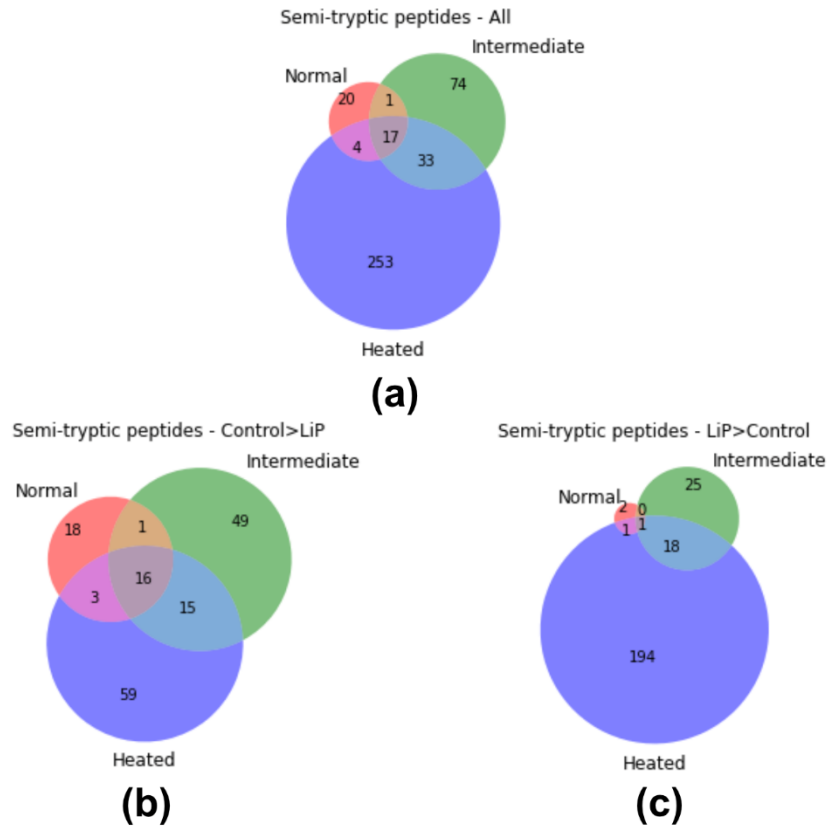 Semi-tryptic peptides - All
Intermediate
Normal
20
1
74
4
17
33
253
Heated
(a)
Semi-tryptic peptides - Control>LiP
Intermediate
Normal
18
1
49
3
16
15
59
Heated
(b)
Semi-tryptic peptides - LiP>Control
Intermediate
Normal
2
0
25
1
1
18
194
Heated
(c)